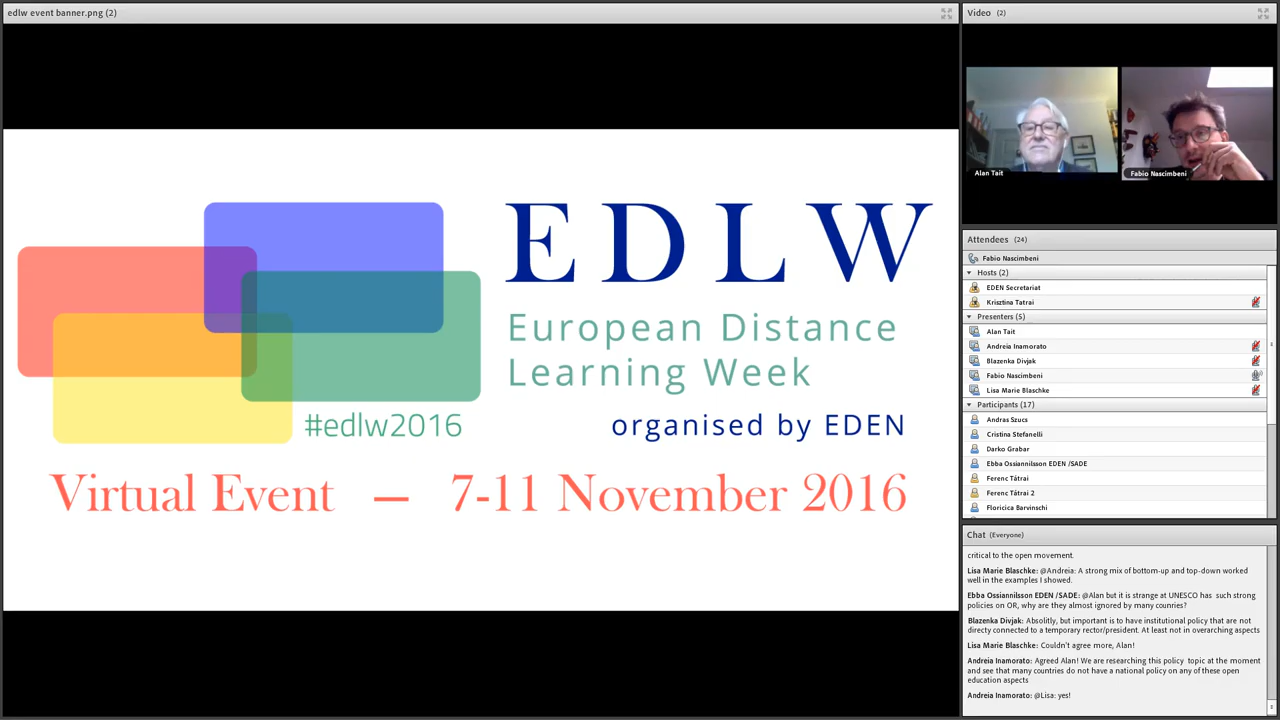 edlw event banner.png (2)
E D L W
European Distance
Learning Week
#edlw2016
organised by EDEN
Virtual Event — 7-11 November 2016
Video (2)
Alan Tait
Fabio Nascimbeni
Attendees (24)
Fabio Nascimbeni
Hosts (2)
EDEN Secretariat
Krisztina Tatrai
Presenters (5)
Alan Tait
Andreia Inamorato
Blazenka Divjak
Fabio Nascimbeni
Lisa Marie Blaschke
Participants (17)
Andras Szucs
Cristina Stefanelli
Darko Grabar
Ebba Ossiannilsson EDEN /SADE
Ferenc Tátrai
Ferenc Tátrai 2
Floricica Barvinschi
Chat (Everyone)
critical to the open movement.
Lisa Marie Blaschke: @Andreia: A strong mix of bottom-up and top-down worked
well in the examples I showed.
Ebba Ossiannilsson EDEN /SADE: @Alan but it is strange at UNESCO has such strong
policies on OR, why are they almost ignored by many counries?
Blazenka Divjak: Absolitly, but important is to have institutional policy that are not
directy connected to a temporary rector/president. At least not in overarching aspects
Lisa Marie Blaschke: Couldn't agree more, Alan!
Andreia Inamorato: Agreed Alan! We are researching this policy topic at the moment
and see that many countries do not have a national policy on any of these open
education aspects
Andreia Inamorato: @Lisa: yes!